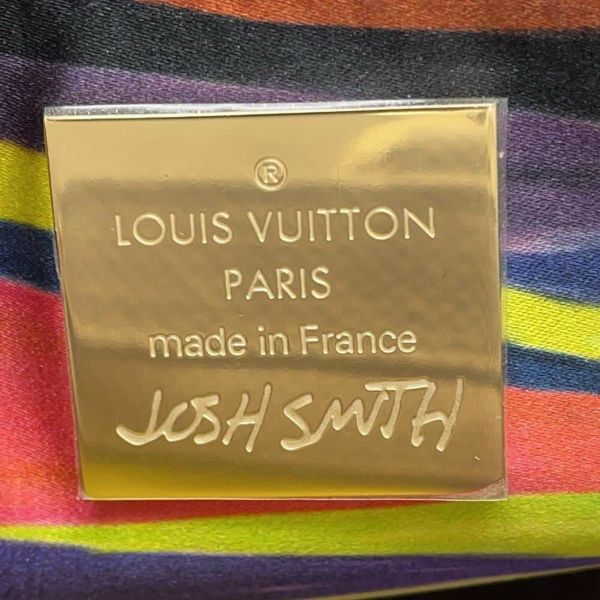 ®
LOUIS VUITTON
PARIS
made in France
JOSH SMITH